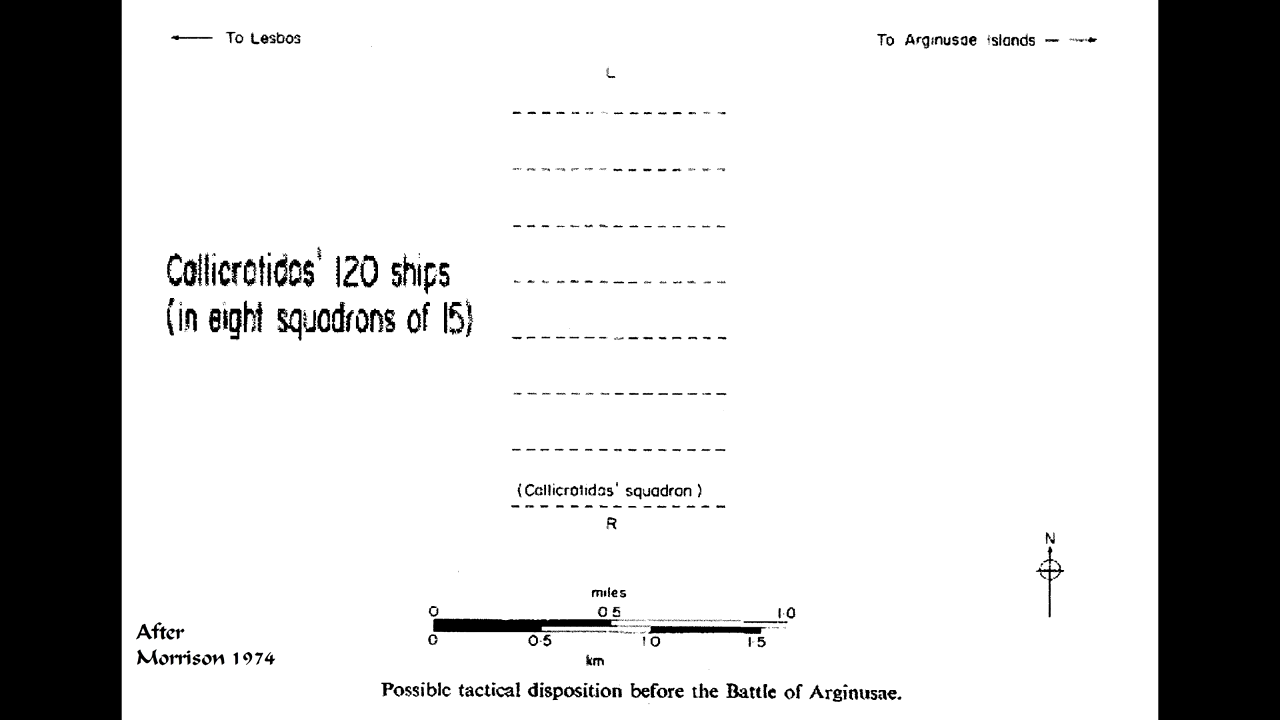 To Lesbos
To Arginusae Islands
L
Callicratidas' 120 ships
(in eight squadrons of 15)
(Callicratidas' squadron)
R
N
miles
0 0.5 1.0
0 0.5 1.0 1.5
km
After
Morrison 1974
Possible tactical disposition before the Battle of Arginusae.